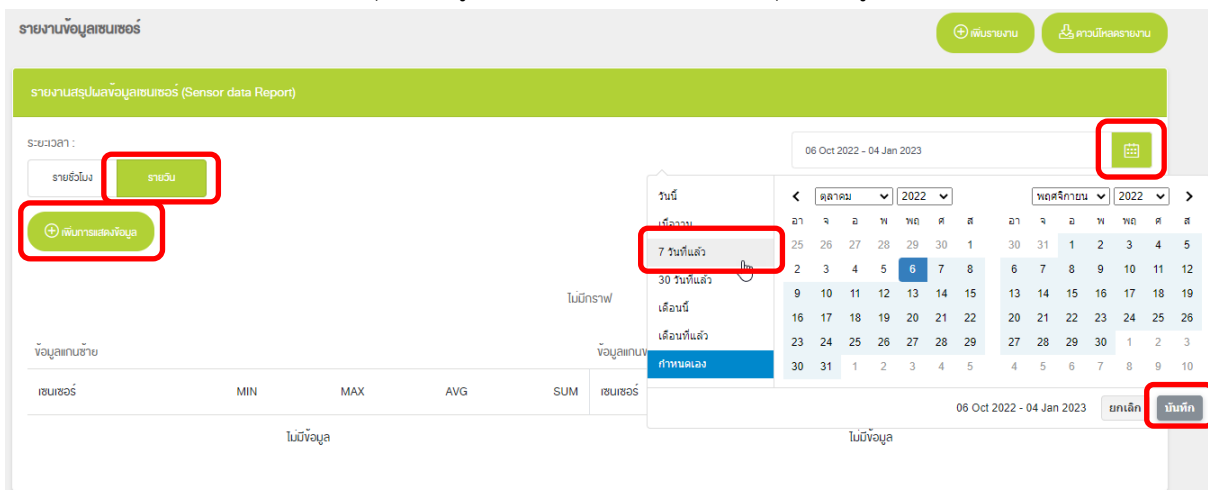 รายงานข้อมูลเซนเซอร์
เพิ่มรายงาน
ดาวน์โหลดรายงาน
รายงานสรุปผลข้อมูลเซนเซอร์ (Sensor data Report)
ระยะเวลา :
06 Oct 2022 - 04 Jan 2023
รายชั่วโมง รายวัน
เพิ่มการแสดงข้อมูล
วันนี้
เมื่อวาน
7 วันที่แล้ว
30 วันที่แล้ว
เดือนนี้
เดือนที่แล้ว
กำหนดเอง
ตุลาคม 2022
อา จ อ พ พฤ ศ ส
25 26 27 28 29 30 1
2 3 4 5 6 7 8
9 10 11 12 13 14 15
16 17 18 19 20 21 22
23 24 25 26 27 28 29
30 31 1 2 3 4 5
พฤศจิกายน 2022
อา จ อ พ พฤ ศ ส
30 31 1 2 3 4 5
6 7 8 9 10 11 12
13 14 15 16 17 18 19
20 21 22 23 24 25 26
27 28 29 30 1 2 3
4 5 6 7 8 9 10
06 Oct 2022 - 04 Jan 2023 ยกเลิก บันทึก
ไม่มีกราฟ
ข้อมูลแกนซ้าย
เซนเซอร์ MIN MAX AVG SUM
ไม่มีข้อมูล
ข้อมูลแกน
เซนเซอร์
ไม่มีข้อมูล